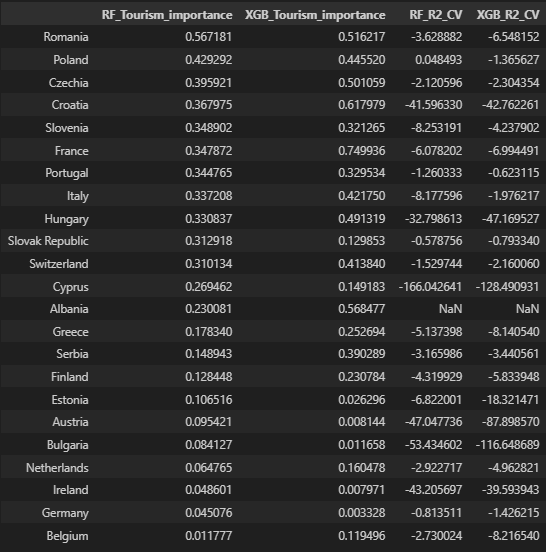 RF_Tourism_importance XGB_Tourism_importance RF_R2_CV XGB_R2_CV
Romania 0.567181 0.516217 -3.628882 -6.548152
Poland 0.429292 0.445520 0.048493 -1.365627
Czechia 0.395921 0.501059 -2.120596 -2.304354
Croatia 0.367975 0.617979 -41.596330 -42.762261
Slovenia 0.348902 0.321265 -8.253191 -4.237902
France 0.347872 0.749936 -6.078202 -6.994491
Portugal 0.344765 0.329534 -1.260333 -0.623115
Italy 0.337208 0.421750 -8.177596 -1.976217
Hungary 0.330837 0.491319 -32.798613 -47.169527
Slovak Republic 0.312918 0.129853 -0.578756 -0.793340
Switzerland 0.310134 0.413840 -1.529744 -2.160060
Cyprus 0.269462 0.149183 -166.042641 -128.490931
Albania 0.230081 0.568477 NaN NaN
Greece 0.178340 0.252694 -5.137398 -8.140540
Serbia 0.148943 0.390289 -3.165986 -3.440561
Finland 0.128448 0.230784 -4.319929 -5.833948
Estonia 0.106516 0.026296 -6.822001 -18.321471
Austria 0.095421 0.008144 -47.047736 -87.898570
Bulgaria 0.084127 0.011658 -53.434602 -116.648689
Netherlands 0.064765 0.160478 -2.922717 -4.962821
Ireland 0.048601 0.007971 -43.205697 -39.593943
Germany 0.045076 0.003328 -0.813511 -1.426215
Belgium 0.011777 0.119496 -2.730024 -8.216540